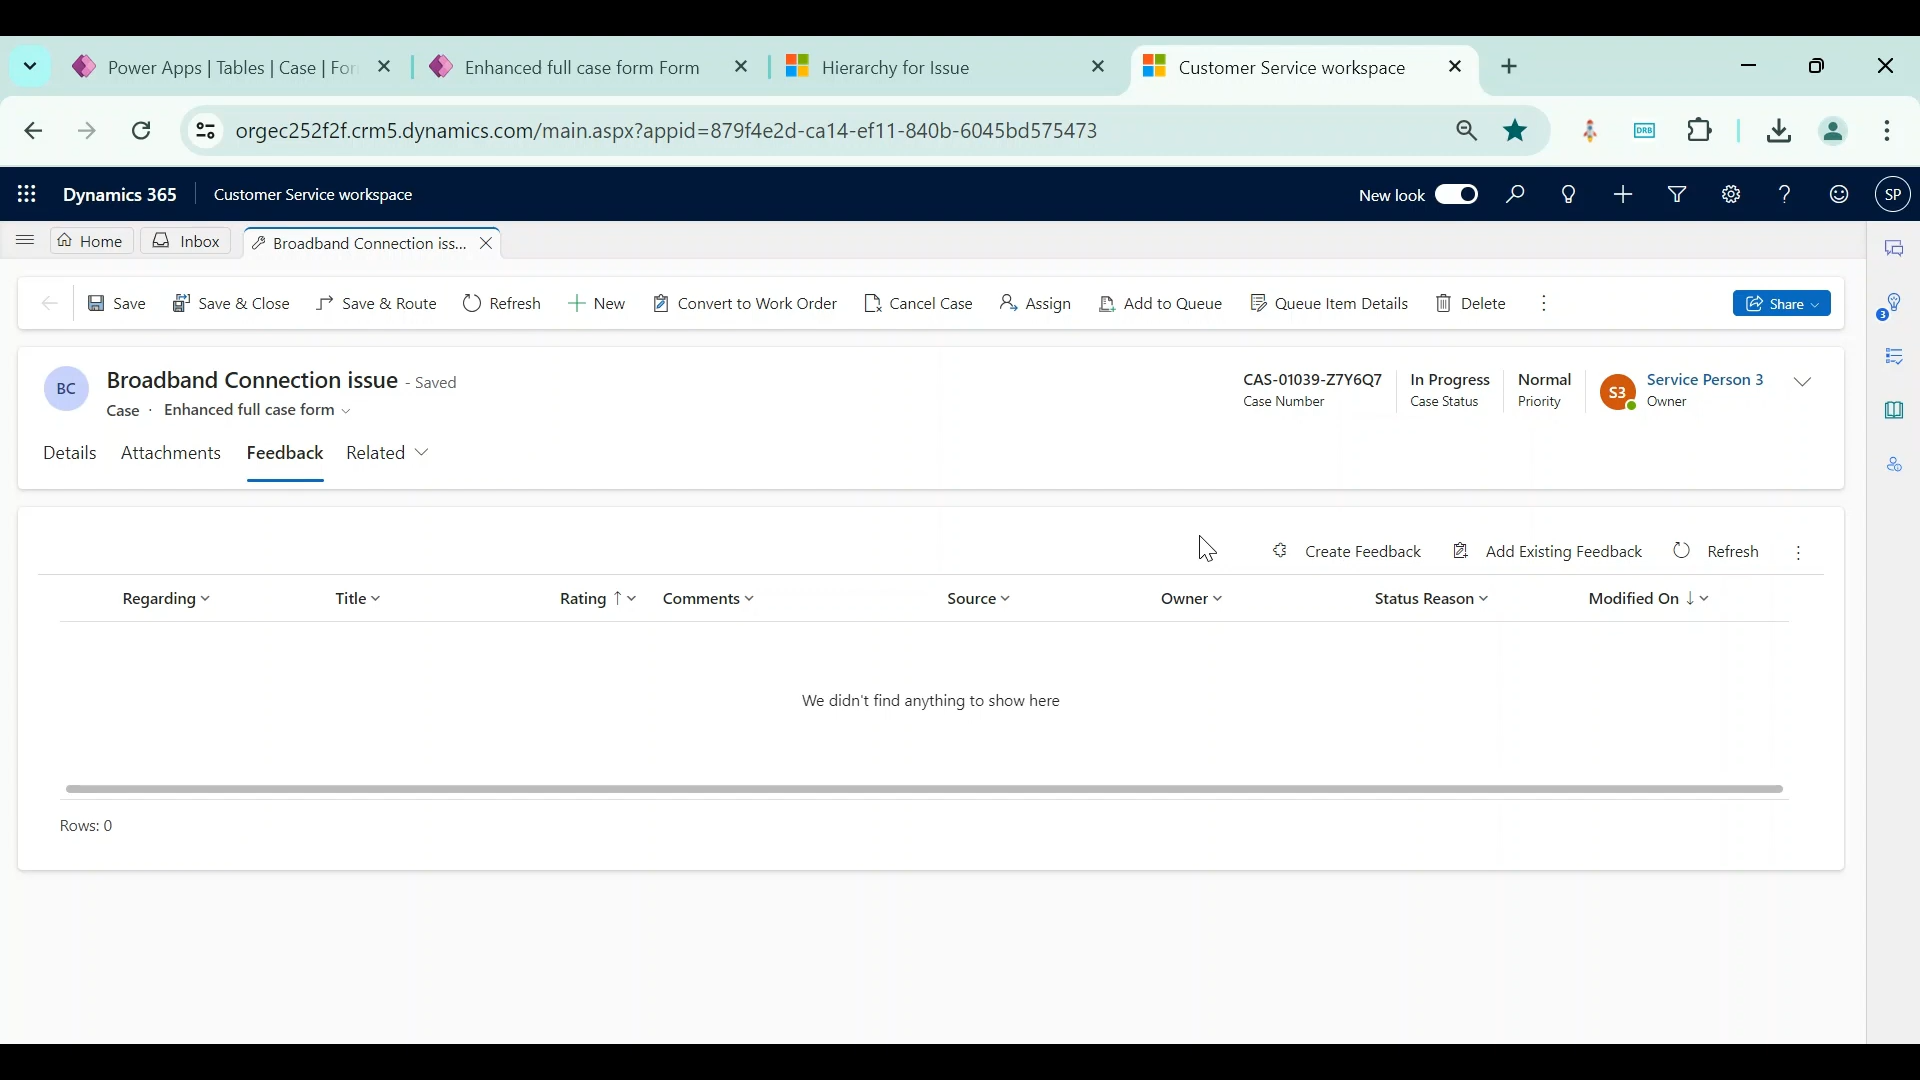 Power Apps | Tables | Case | For
Enhanced full case form Form
Hierarchy for Issue
Customer Service workspace
orgec252f2f.crm5.dynamics.com/main.aspx?appid=879f4e2d-ca14-ef11-840b-6045bd575473
DRB
Dynamics 365
Customer Service workspace
New look
SP
Home
Inbox
Broadband Connection iss...
Save
Save & Close
Save & Route
Refresh
New
Convert to Work Order
Cancel Case
Assign
Add to Queue
Queue Item Details
Delete
Share
3
BC
Broadband Connection issue - Saved
Case · Enhanced full case form
CAS-01039-Z7Y6Q7
Case Number
In Progress
Case Status
Normal
Priority
S3
Service Person 3
Owner
Details
Attachments
Feedback
Related
Create Feedback
Add Existing Feedback
Refresh
Regarding
Title
Rating
Comments
Source
Owner
Status Reason
Modified On
We didn't find anything to show here
Rows: 0